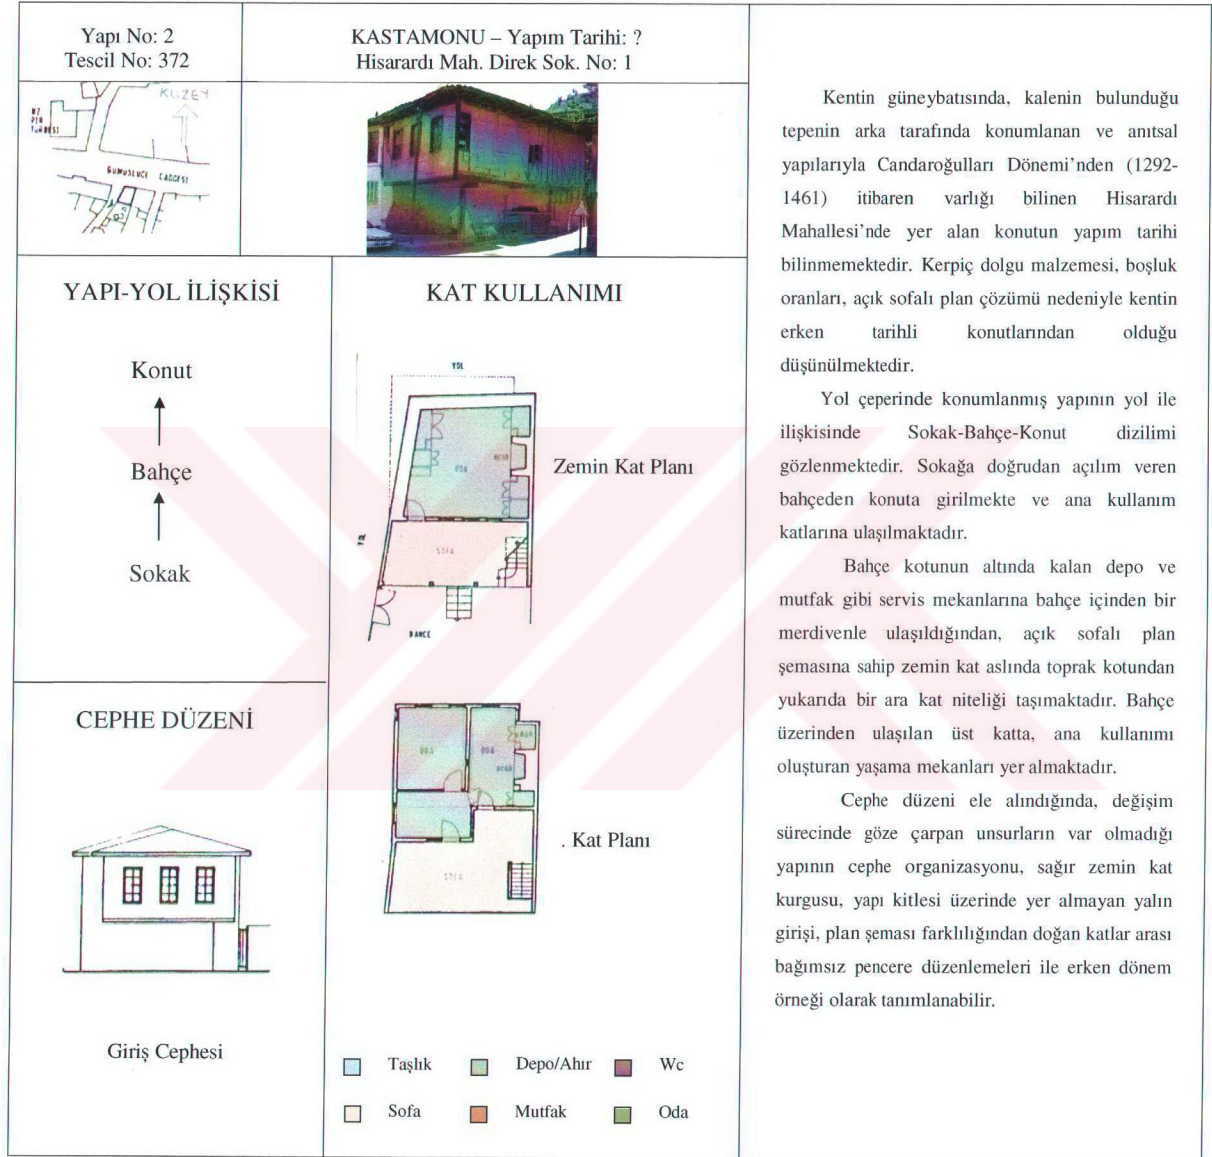 Yapı No: 2
Tescil No: 372
KASTAMONU – Yapım Tarihi: ?
Hisarardı Mah. Direk Sok. No: 1
KUZEY
HZ.
PİR
TÜRBESİ
GUMUSLUCE CADDESİ
YAPI-YOL İLİŞKİSİ
Konut
Bahçe
Sokak
KAT KULLANIMI
YOL
ODA
OCAK
Zemin Kat Planı
YOL
SOFA
BAHCE
CEPHE DÜZENİ
Giriş Cephesi
ODA
ODA
OCAK
. Kat Planı
SOFA
Taşlık
Depo/Ahır
Wc
Sofa
Mutfak
Oda
Kentin güneybatısında, kalenin bulunduğu
tepenin arka tarafında konumlanan ve anıtsal
yapılarıyla Candaroğulları Dönemi’nden (1292-
1461) itibaren varlığı bilinen Hisarardı
Mahallesi’nde yer alan konutun yapım tarihi
bilinmemektedir. Kerpiç dolgu malzemesi, boşluk
oranları, açık sofalı plan çözümü nedeniyle kentin
erken tarihli konutlarından olduğu
düşünülmektedir.
Yol çeperinde konumlanmış yapının yol ile
ilişkisinde Sokak-Bahçe-Konut dizilimi
gözlenmektedir. Sokağa doğrudan açılım veren
bahçeden konuta girilmekte ve ana kullanım
katlarına ulaşılmaktadır.
Bahçe kotunun altında kalan depo ve
mutfak gibi servis mekanlarına bahçe içinden bir
merdivenle ulaşıldığından, açık sofalı plan
şemasına sahip zemin kat aslında toprak kotundan
yukarıda bir ara kat niteliği taşımaktadır. Bahçe
üzerinden ulaşılan üst katta, ana kullanımı
oluşturan yaşama mekanları yer almaktadır.
Cephe düzeni ele alındığında, değişim
sürecinde göze çarpan unsurların var olmadığı
yapının cephe organizasyonu, sağır zemin kat
kurgusu, yapı kitlesi üzerinde yer almayan yalın
girişi, plan şeması farklılığından doğan katlar arası
bağımsız pencere düzenlemeleri ile erken dönem
örneği olarak tanımlanabilir.